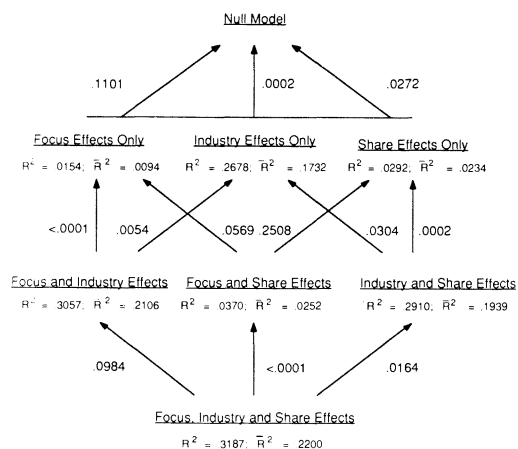 Null Model
.1101 .0002 .0272
Focus Effects Only Industry Effects Only Share Effects Only
R² = .0154; R̄² = .0094 R² = .2678; R̄² = .1732 R² = .0292; R̄² = .0234
<.0001 .0054 .0569 .2508 .0304 .0002
Focus and Industry Effects Focus and Share Effects Industry and Share Effects
R² = .3057; R̄² = .2106 R² = .0370; R̄² = .0252 R² = .2910; R̄² = .1939
.0984 <.0001 .0164
Focus, Industry and Share Effects
R² = .3187; R̄² = .2200